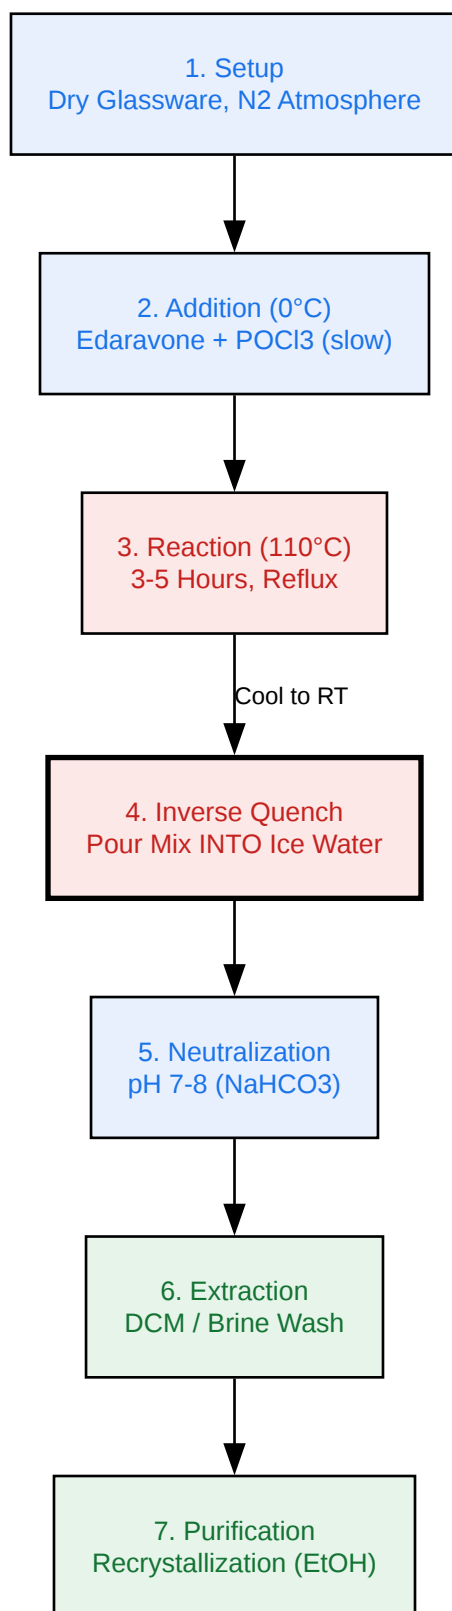 1. Setup
Dry Glassware, N2 Atmosphere
2. Addition (0°C)
Edaravone + POCl3 (slow)
3. Reaction (110°C)
3-5 Hours, Reflux
Cool to RT
4. Inverse Quench
Pour Mix INTO Ice Water
5. Neutralization
pH 7-8 (NaHCO3)
6. Extraction
DCM / Brine Wash
7. Purification
Recrystallization (EtOH)